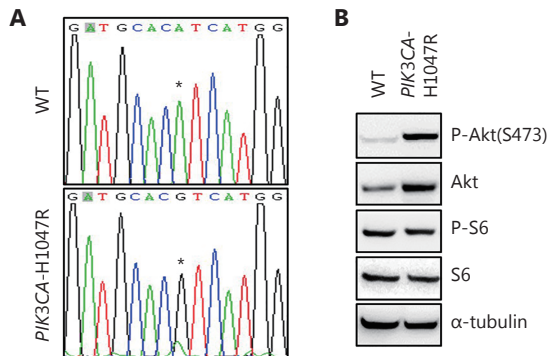 A
WT
G A T G C A C A T C A T G G
*
PIK3CA-H1047R
G A T G C A C G T C A T G G
*
B
WT
PIK3CA-
H1047R
P-Akt(S473)
Akt
P-S6
S6
α-tubulin